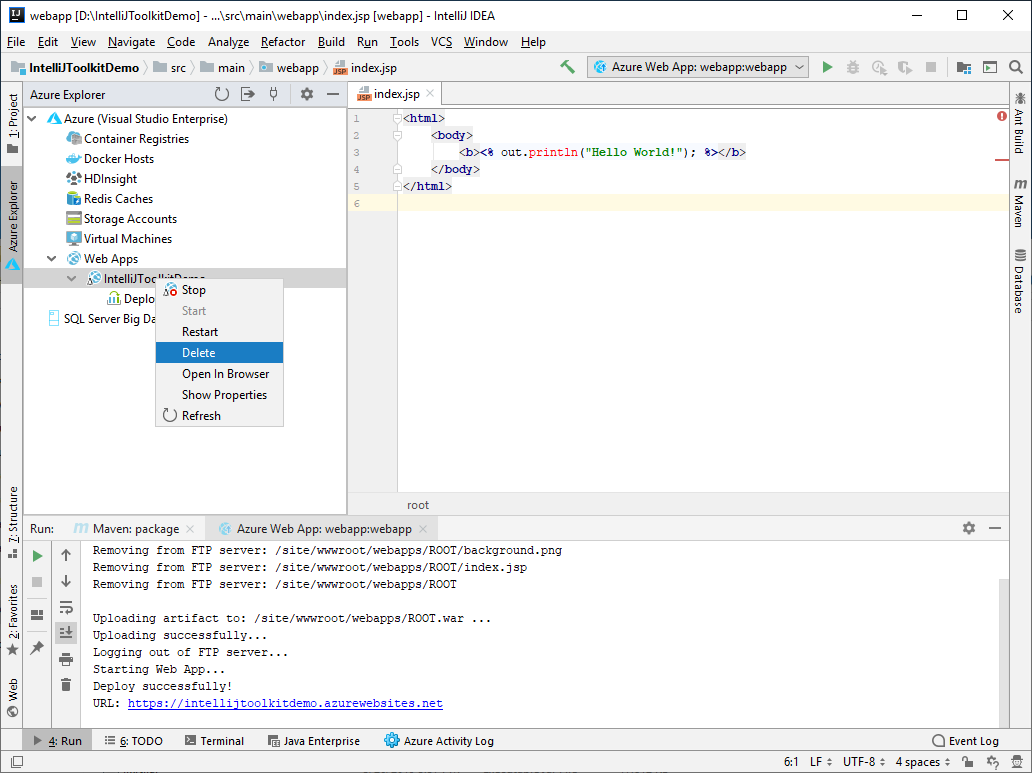 webapp [D:\IntelliJToolkitDemo] - ...\src\main\webapp\index.jsp [webapp] - IntelliJ IDEA
File Edit View Navigate Code Analyze Refactor Build Run Tools VCS Window Help
IntelliJToolkitDemo src main webapp index.jsp Azure Web App: webapp:webapp
1: Project
Azure Explorer
7: Structure
2: Favorites
Web
Azure Explorer
Azure (Visual Studio Enterprise)
Container Registries
Docker Hosts
HDInsight
Redis Caches
Storage Accounts
Virtual Machines
Web Apps
IntelliJToolkitDemo
Deplo
SQL Server Big Da
Stop
Start
Restart
Delete
Open In Browser
Show Properties
Refresh
index.jsp
1 <html>
2 <body>
3 <b><% out.println("Hello World!"); %></b>
4 </body>
5 </html>
6
root
Ant Build
Maven
Database
Run: Maven: package Azure Web App: webapp:webapp
Removing from FTP server: /site/wwwroot/webapps/ROOT/background.png
Removing from FTP server: /site/wwwroot/webapps/ROOT/index.jsp
Removing from FTP server: /site/wwwroot/webapps/ROOT
Uploading artifact to: /site/wwwroot/webapps/ROOT.war ...
Uploading successfully...
Logging out of FTP server...
Starting Web App...
Deploy successfully!
URL: https://intellijtoolkitdemo.azurewebsites.net
4: Run 6: TODO Terminal Java Enterprise Azure Activity Log Event Log
6:1 LF UTF-8 4 spaces